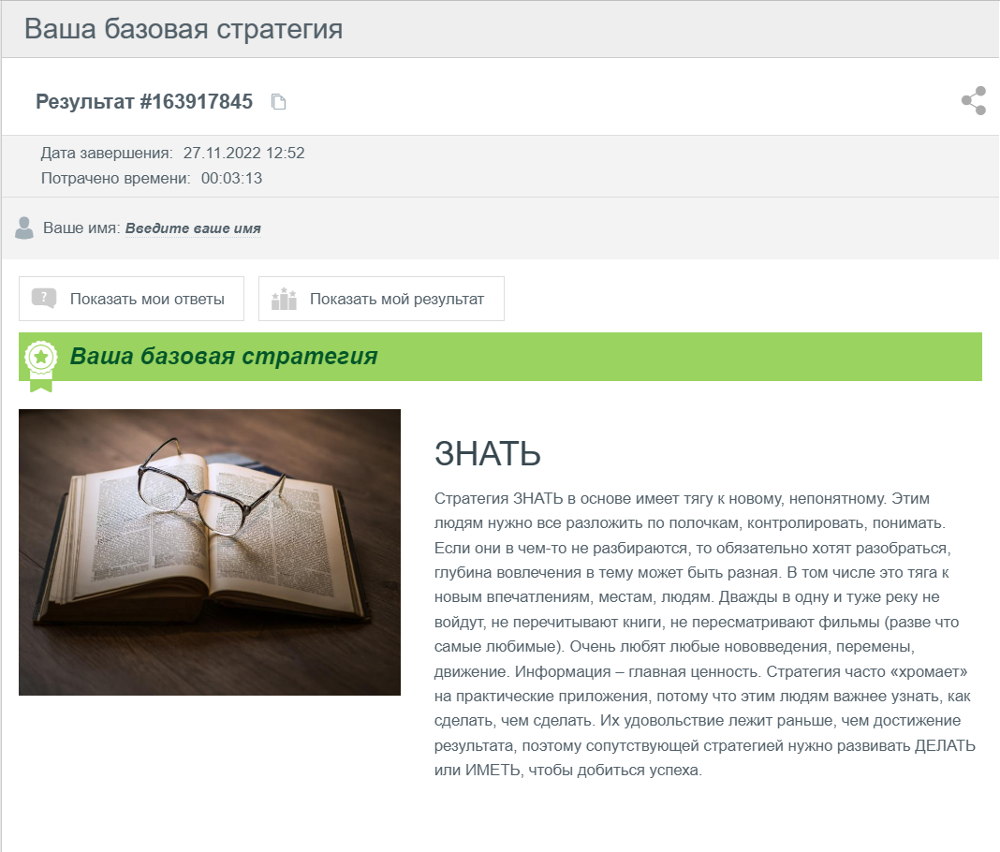 Ваша базовая стратегия
Результат #163917845
Дата завершения: 27.11.2022 12:52
Потрачено времени: 00:03:13
Ваше имя: Введите ваше имя
Показать мои ответы Показать мой результат
Ваша базовая стратегия
ЗНАТЬ
Стратегия ЗНАТЬ в основе имеет тягу к новому, непонятному. Этим
людям нужно все разложить по полочкам, контролировать, понимать.
Если они в чем-то не разбираются, то обязательно хотят разобраться,
глубина вовлечения в тему может быть разная. В том числе это тяга к
новым впечатлениям, местам, людям. Дважды в одну и туже реку не
войдут, не перечитывают книги, не пересматривают фильмы (разве что
самые любимые). Очень любят любые нововведения, перемены,
движение. Информация – главная ценность. Стратегия часто «хромает»
на практические приложения, потому что этим людям важнее узнать, как
сделать, чем сделать. Их удовольствие лежит раньше, чем достижение
результата, поэтому сопутствующей стратегией нужно развивать ДЕЛАТЬ
или ИМЕТЬ, чтобы добиться успеха.